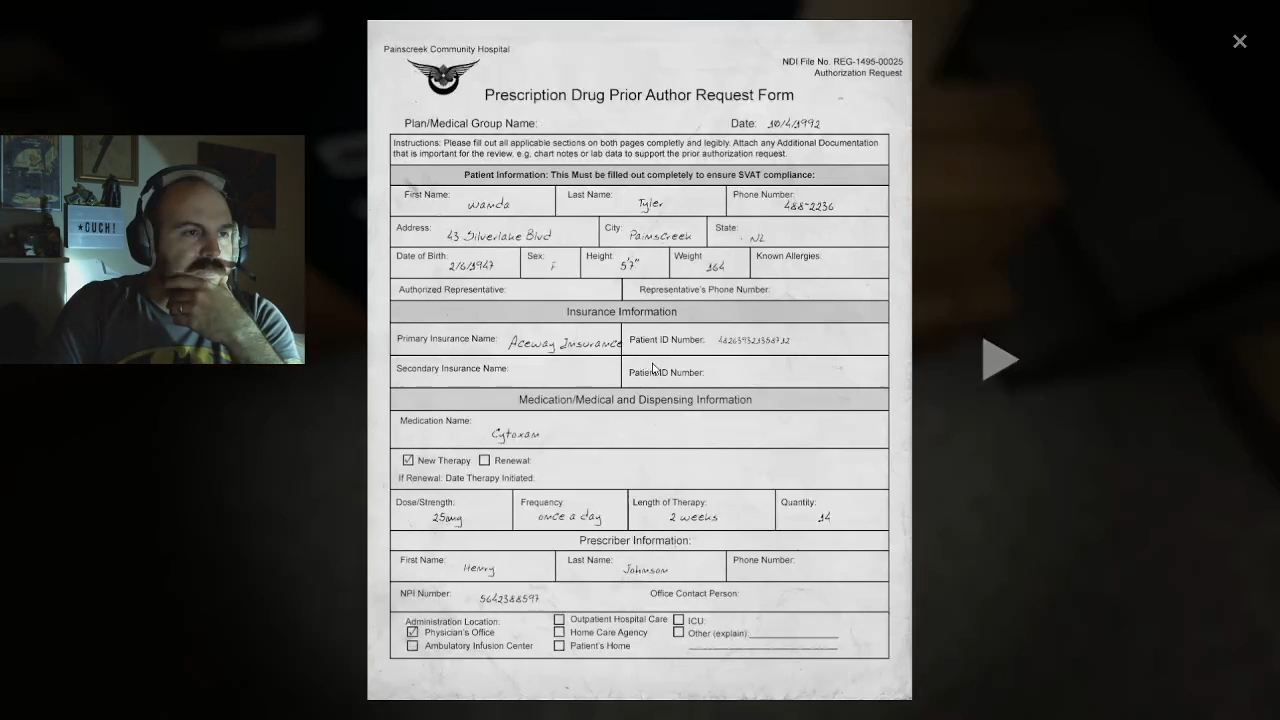 Painscreek Community Hospital
NDI File No. REG-1495-00025
Authorization Request
Prescription Drug Prior Author Request Form
Plan/Medical Group Name:
Date: 10/4/1992
Instructions: Please fill out all applicable sections on both pages completly and legibly. Attach any Additional Documentation
that is important for the review, e.g. chart notes or lab data to support the prior authorization request.
Patient Information: This Must be filled out completely to ensure SVAT compliance:
First Name: Wanda
Last Name: Tyler
Phone Number: 488-2236
Address: 43 Silverlake Blvd
City: Painscreek
State:
Date of Birth: 2/6/1947
Sex: F
Height: 5'7"
Weight 164
Known Allergies:
Authorized Representative:
Representative's Phone Number:
Insurance Information
Primary Insurance Name: Aceway Insurance
Patient ID Number:
Secondary Insurance Name:
Patient ID Number:
Medication/Medical and Dispensing Information
Medication Name:
Cytoxan
New Therapy Renewal:
If Renewal: Date Therapy Initiated:
Dose/Strength: 25mg
Frequency: once a day
Length of Therapy: 2 weeks
Quantity: 14
Prescriber Information:
First Name: Henry
Last Name: Johnson
Phone Number:
NPI Number: 5642388597
Office Contact Person:
Administration Location:
Physician's Office
Ambulatory Infusion Center
Outpatient Hospital Care
Home Care Agency
Patient's Home
ICU:
Other (explain):
*OUCH!